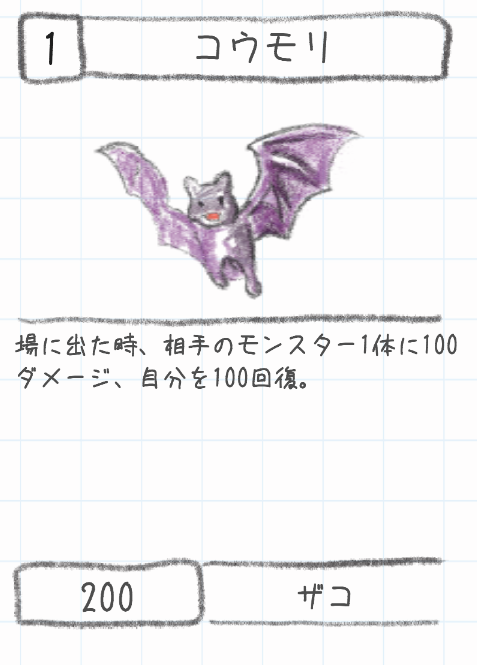 1
コウモリ
場に出た時、相手のモンスター1体に100
ダメージ、自分を100回復。
200
ザコ